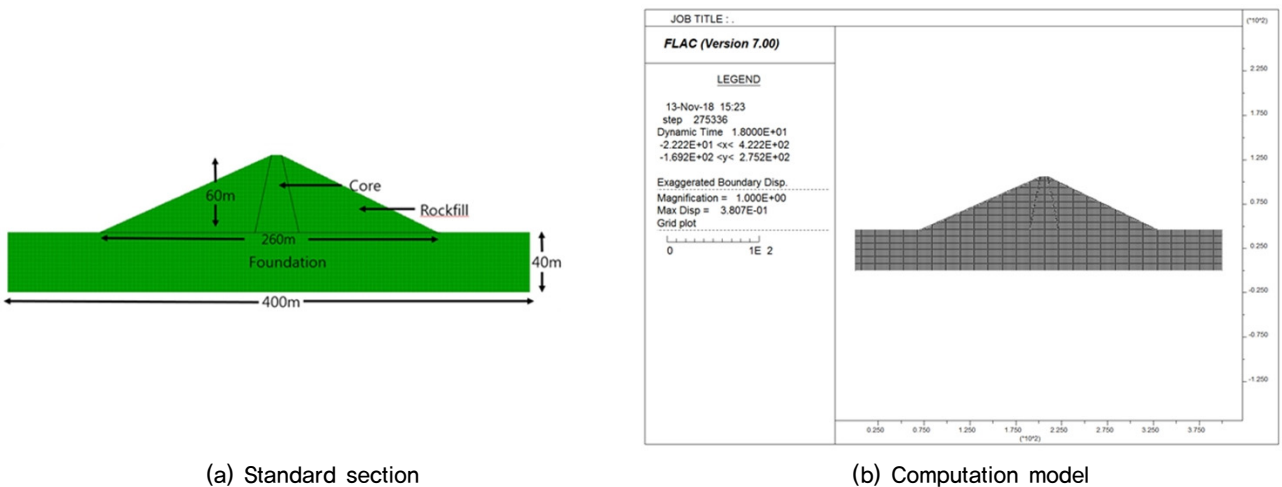 60m
Core
Rockfill
260m
Foundation
40m
400m
(a) Standard section
JOB TITLE : .
FLAC (Version 7.00)
LEGEND
13-Nov-18 15:23
step 275336
Dynamic Time 1.8000E+01
-2.222E+01 <x< 4.222E+02
-1.692E+02 <y< 2.752E+02
Exaggerated Boundary Disp.
Magnification = 1.000E+00
Max Disp = 3.807E-01
Grid plot
0 1E 2
(*10^2)
2.250
1.750
1.250
0.750
0.250
-0.250
-0.750
-1.250
0.250 0.750 1.250 1.750 2.250 2.750 3.250 3.750
(*10^2)
(b) Computation model